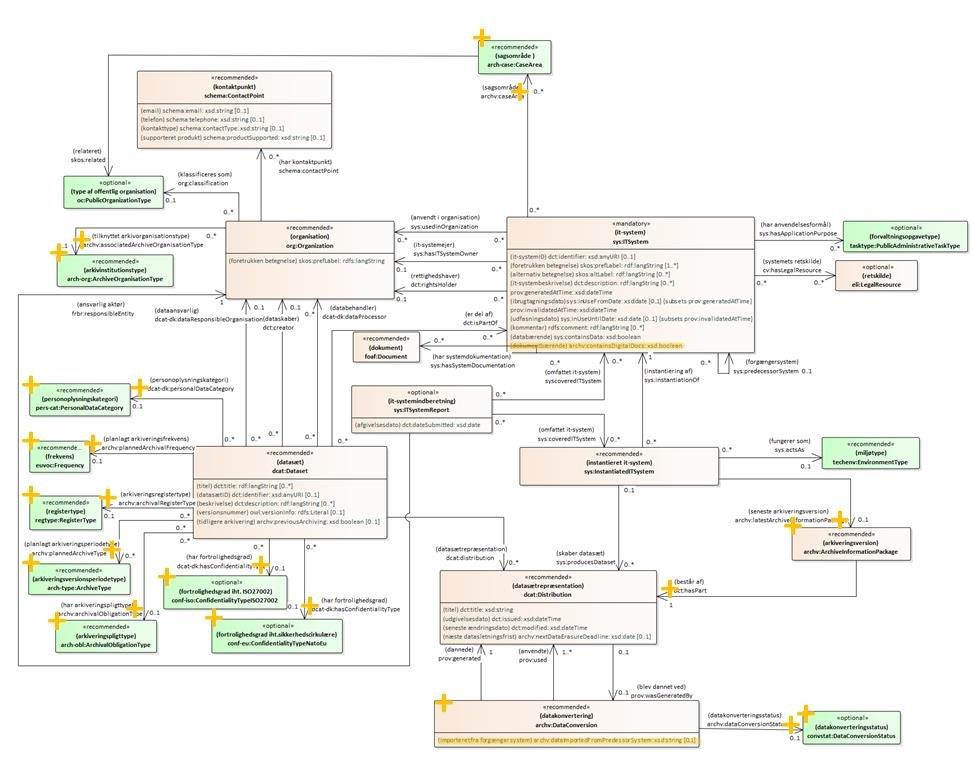 «recommended»
(sagsområde )
arch-case:CaseArea
(sagsområde)
0..*
«recommended»
(kontaktpunkt)
schema:ContactPoint
(email) schema:email: xsd:string [0..1]
(telefon) schema:telephone: xsd:string [0..1]
(kontakttype) schema:contactType: xsd:string [0..1]
(supporteret produkt) schema:productSupported: xsd:string [0..1]
(relateret)
skos:related
(klassificeres som)
org:classification
0..*
(har kontaktpunkt)
schema:contactPoint
«optional»
(type af offentlig organisation)
oc:PublicOrganizationType
0..1
0..*
0..*
(anvendt i organisation)
sys:usedInOrganization
0..*
0..*
(it-systemejer)
sys:hasITSystemOwner
0..1
0..*
(rettighedshaver)
dct:rightsHolder
0..1
(tilknyttet arkivorganisationstype)
archv:associatedArchiveOrganisationType
«recommended»
(arkivinstitutionstype)
arch-org:ArchiveOrganisationType
«recommended»
(organisation)
org:Organization
(foretrukken betegnelse) skos:prefLabel: rdf:langString
«mandatory»
(it-system)
sys:ITSystem
(it-systemID) dct:identifier: xsd:anyURI [0..1]
(foretrukken betegnelse) skos:prefLabel: rdf:langString [1..*]
(alternativ betegnelse) skos:altLabel: rdf:langString [0..*]
(it-systembeskrivelse) dct:description: rdf:langString [0..*]
prov:generatedAtTime: xsd:dateTime
(ibrugtagningsdato) sys:inUseFromDate: xsd:date [0..1] {subsets prov:generatedAtTime}
prov:invalidatedAtTime: xsd:dateTime
(udfasningsdato) sys:inUseUntilDate: xsd:date [0..1] {subsets prov:invalidatedAtTime}
(kommentar) rdfs:comment: rdf:langString [0..*]
(databærende) sys:containsData: xsd:boolean
(dokumentbærende) archv:containsDigitalDocs: xsd:boolean
(har anvendelsesformål)
sys:hasApplicationPurpose
0..*
0..*
«optional»
(forvaltningsopgavetype)
tasktype:PublicAdministrativeTaskType
(systemets retskilde)
cv:hasLegalResource
0..*
0..*
«optional»
(retskilde)
eli:LegalResource
(ansvarlig aktør)
frbr:responsibleEntity
1
(dataansvarlig)
dcat-dk:dataResponsibleOrganisation
0..1
(dataskaber)
dct:creator
0..1
0..*
(databehandler)
dcat-dk:dataProcessor
(er del af)
dct:isPartOf
0..*
«recommended»
(dokument)
foaf:Document
0..*
(har systemdokumentation)
sys:hasSystemDocumentation
(forgængersystem)
sys:predecessorSystem
0..1
0..*
1
(omfattet it-system)
sys:coveredITSystem
(instantiering af)
sys:instantiationOf
«optional»
(it-systemindberetning)
sys:ITSystemReport
(afgivelsesdato) dct:dateSubmitted: xsd:date
0..*
0..*
(omfattet it-system)
sys:coveredITSystem
0..*
«recommended»
(personoplysningskategori)
pers-cat:PersonalDataCategory
(personoplysningskategori)
dcat-dk:personalDataCategory
0..1
(planlagt arkiveringsfrekvens)
archv:plannedArchivalFrequency
0..1
(frekvens)
euvoc:Frequency
0..*
0..*
0..*
0..*
«recommended»
(datasæt)
dcat:Dataset
(titel) dct:title: rdf:langString [0..*]
(datasætID) dct:identifier: xsd:anyURI [0..1]
(beskrivelse) dct:description: rdf:langString [0..*]
(versionsnummer) owl:versionInfo: rdfs:Literal [0..1]
(tidligere arkivering) archv:previousArchiving: xsd:boolean [0..1]
«recommended»
(instantieret it-system)
sys:InstantiatedITSystem
(fungerer som)
sys:actsAs
0..1
«optional»
(miljøtype)
techenv:EnvironmentType
«recommended»
(registertype)
regtype:RegisterType
(arkiveringsregistertype)
archv:archivalRegisterType
(planlagt arkiveringsperiodetype)
archv:plannedArchiveType
0..*
«recommended»
(arkiveringsversionsperiodetype)
arch-type:ArchiveType
(har fortrolighedsgrad)
0..1
«optional»
(fortrolighedsgrad iht. ISO27002)
conf-iso:ConfidentialityTypeISO27002
(har fortrolighedsgrad)
dcat-dk:hasConfidentialityType
0..1
«optional»
(fortrolighedsgrad iht.sikkerhedscirkulære)
conf-eu:ConfidentialityTypeNatoEu
(har arkiveringspligttype)
archv:archivalObligationType
0..1
«recommended»
(arkiveringspligttype)
arch-obl:ArchivalObligationType
(datasætrepræsentation)
dcat:distribution
0..*
(skaber datasæt)
sys:producesDataset
0..1
0..*
(seneste arkiveringsversion)
0..1
«recommended»
(arkiveringsversion)
archv:ArchiveInformationPackage
(består af)
dct:hasPart
1
«recommended»
(datasætrepræsentation)
dcat:Distribution
(titel) dct:title: xsd:string
(udgivelsesdato) dct:issued: xsd:dateTime
(seneste ændringsdato) dct:modified: xsd:dateTime
(næste datasletningsfrist) archv:nextDataErasureDeadline: xsd:date [0..1]
(dannede)
prov:generated
1
(anvendte)
prov:used
1..*
0..1
(blev dannet ved)
prov:wasGeneratedBy
0..1
«recommended»
(datakonvertering)
archv:DataConversion
(importeret fra forgængersystem) archv:dataImportedFromPredessorSystem: xsd:string [0..1]
(datakonverteringsstatus)
0..1
«optional»
(datakonverteringsstatus)
convstat:DataConversionStatus